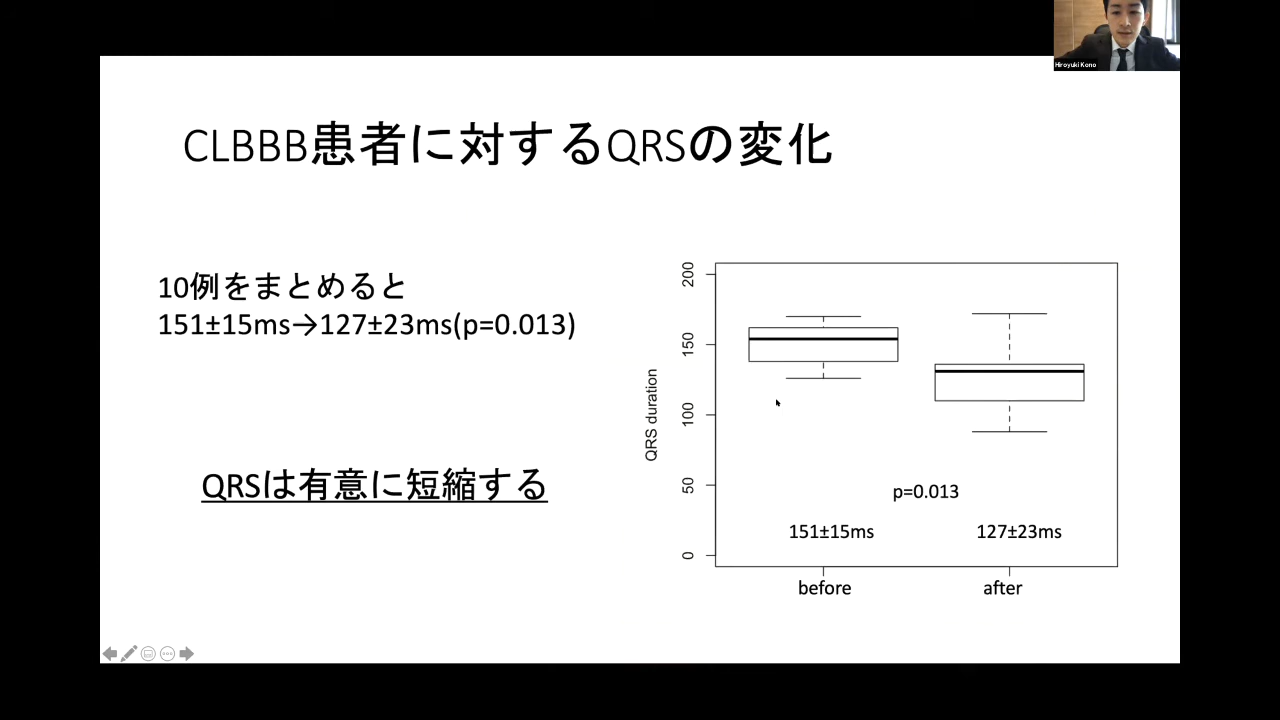 Hiroyuki Kono
CLBBB患者に対するQRSの変化
10例をまとめると
151±15ms→127±23ms(p=0.013)
QRSは有意に短縮する
QRS duration
200
150
100
50
0
p=0.013
151±15ms
127±23ms
before
after